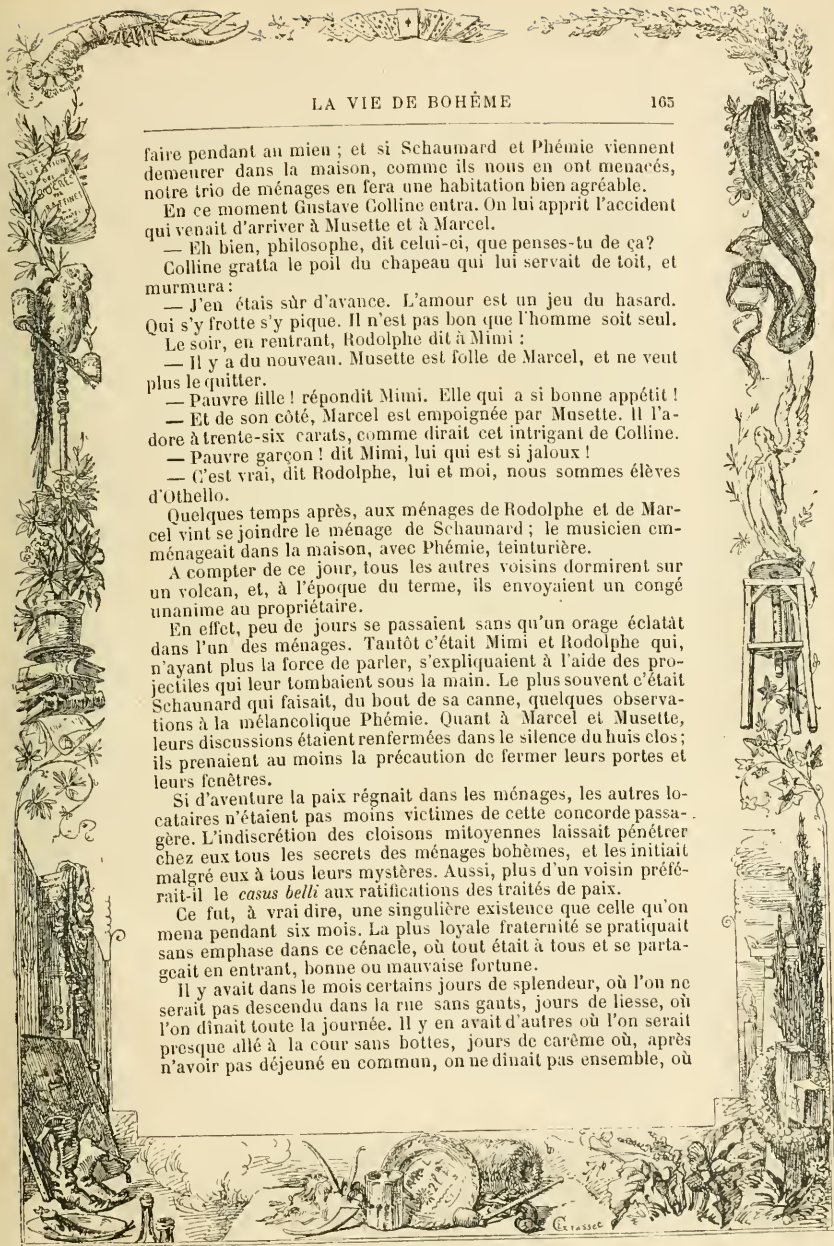 LA VIE DE BOHÊME 165
faire pendant au mien ; et si Schaumard et Phémie viennent
demeurer dans la maison, comme ils nous en ont menacés,
notre trio de ménages en fera une habitation bien agréable.
En ce moment Gustave Colline entra. On lui apprit l'accident
qui venait d'arriver à Musette et à Marcel.
— Eh bien, philosophe, dit celui-ci, que penses-tu de ça?
Colline gratta le poil du chapeau qui lui servait de toit, et
murmura :
— J'en étais sûr d'avance. L'amour est un jeu du hasard.
Qui s'y frotte s'y pique. Il n'est pas bon que l'homme soit seul.
Le soir, en rentrant, Rodolphe dit à Mimi :
— Il y a du nouveau. Musette est folle de Marcel, et ne veut
plus le quitter.
— Pauvre fille ! répondit Mimi. Elle qui a si bonne appétit !
— Et de son côté, Marcel est empoignée par Musette. Il l'a-
dore à trente-six carats, comme dirait cet intrigant de Colline.
— Pauvre garçon ! dit Mimi, lui qui est si jaloux !
— C'est vrai, dit Rodolphe, lui et moi, nous sommes élèves
d'Othello.
Quelques temps après, aux ménages de Rodolphe et de Mar-
cel vint se joindre le ménage de Schaunard ; le musicien em-
ménageait dans la maison, avec Phémie, teinturière.
A compter de ce jour, tous les autres voisins dormirent sur
un volcan, et, à l'époque du terme, ils envoyaient un congé
unanime au propriétaire.
En effet, peu de jours se passaient sans qu'un orage éclatât
dans l'un des ménages. Tantôt c'était Mimi et Rodolphe qui,
n'ayant plus la force de parler, s'expliquaient à l'aide des pro-
jectiles qui leur tombaient sous la main. Le plus souvent c'était
Schaunard qui faisait, du bout de sa canne, quelques observa-
tions à la mélancolique Phémie. Quant à Marcel et Musette,
leurs discussions étaient renfermées dans le silence du huis clos ;
ils prenaient au moins la précaution de fermer leurs portes et
leurs fenêtres.
Si d'aventure la paix régnait dans les ménages, les autres lo-
cataires n'étaient pas moins victimes de cette concorde passa-
gère. L'indiscrétion des cloisons mitoyennes laissait pénétrer
chez eux tous les secrets des ménages bohèmes, et les initiait
malgré eux à tous leurs mystères. Aussi, plus d'un voisin préfé-
rait-il le casus belli aux ratifications des traités de paix.
Ce fut, à vrai dire, une singulière existence que celle qu'on
mena pendant six mois. La plus loyale fraternité se pratiquait
sans emphase dans ce cénacle, où tout était à tous et se parta-
geait en entrant, bonne ou mauvaise fortune.
Il y avait dans le mois certains jours de splendeur, où l'on ne
serait pas descendu dans la rue sans gants, jours de liesse, où
l'on dînait toute la journée. Il y en avait d'autres où l'on serait
presque allé à la cour sans bottes, jours de carême où, après
n'avoir pas déjeuné en commun, on ne dinait pas ensemble, où
QUESTION
SUCRES
RAFFINE
Grasset